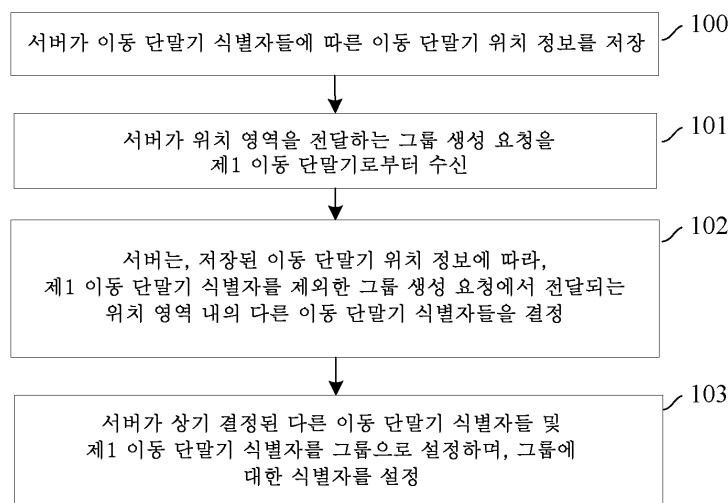 100
서버가 이동 단말기 식별자들에 따른 이동 단말기 위치 정보를 저장
101
서버가 위치 영역을 전달하는 그룹 생성 요청을
제1 이동 단말기로부터 수신
102
서버는, 저장된 이동 단말기 위치 정보에 따라,
제1 이동 단말기 식별자를 제외한 그룹 생성 요청에서 전달되는
위치 영역 내의 다른 이동 단말기 식별자들을 결정
103
서버가 상기 결정된 다른 이동 단말기 식별자들 및
제1 이동 단말기 식별자를 그룹으로 설정하며, 그룹에
대한 식별자를 설정